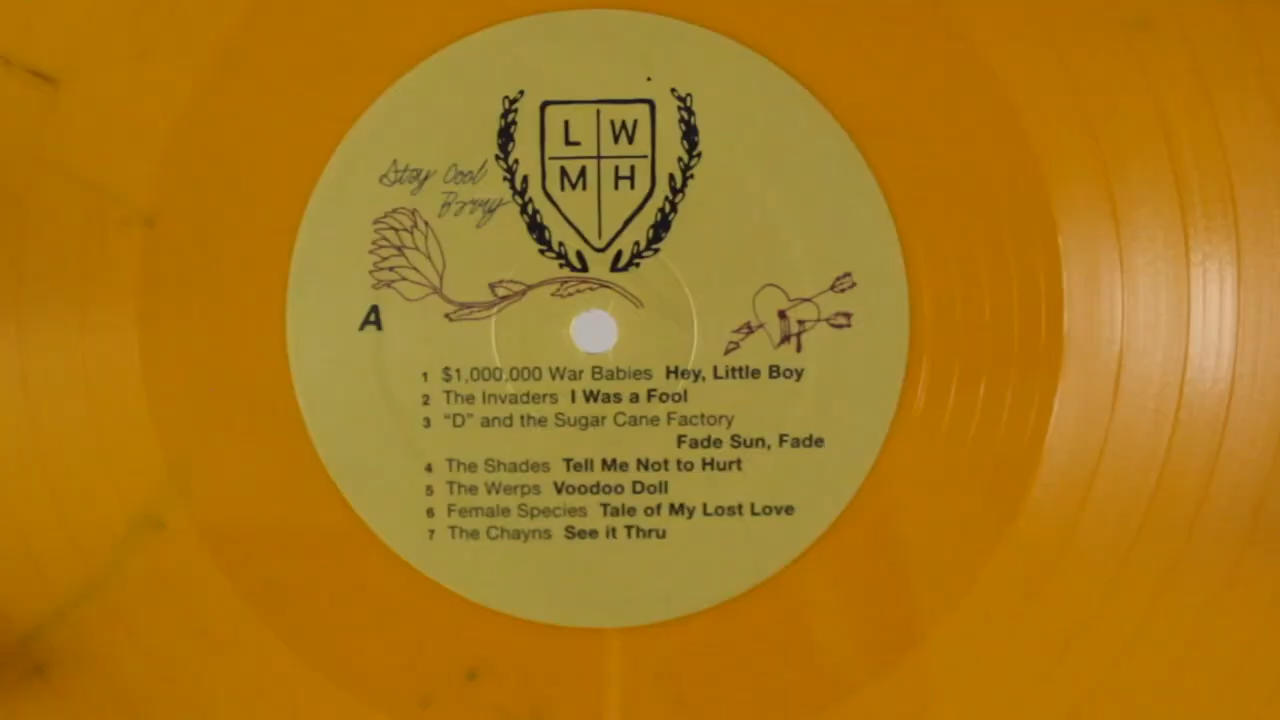 L W
M H
Stay Cool
A
1 $1,000,000 War Babies Hey, Little Boy
2 The Invaders I Was a Fool
3 “D” and the Sugar Cane Factory
Fade Sun, Fade
4 The Shades Tell Me Not to Hurt
5 The Werps Voodoo Doll
6 Female Species Tale of My Lost Love
7 The Chayns See it Thru